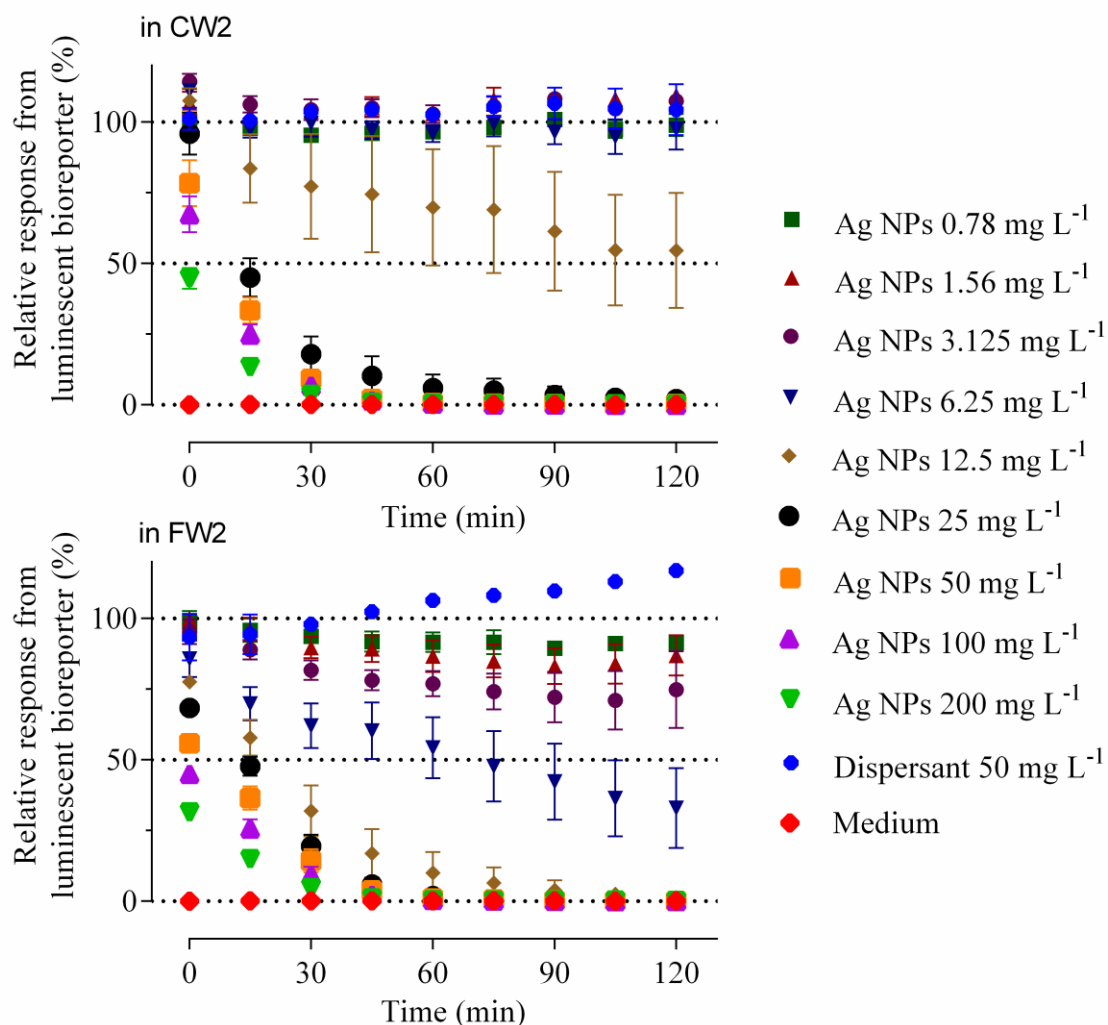 in CW2
Relative response from
luminescent bioreporter (%)
100
50
0
0 30 60 90 120
Time (min)
in FW2
Relative response from
luminescent bioreporter (%)
100
50
0
0 30 60 90 120
Time (min)
Ag NPs 0.78 mg L⁻¹
Ag NPs 1.56 mg L⁻¹
Ag NPs 3.125 mg L⁻¹
Ag NPs 6.25 mg L⁻¹
Ag NPs 12.5 mg L⁻¹
Ag NPs 25 mg L⁻¹
Ag NPs 50 mg L⁻¹
Ag NPs 100 mg L⁻¹
Ag NPs 200 mg L⁻¹
Dispersant 50 mg L⁻¹
Medium